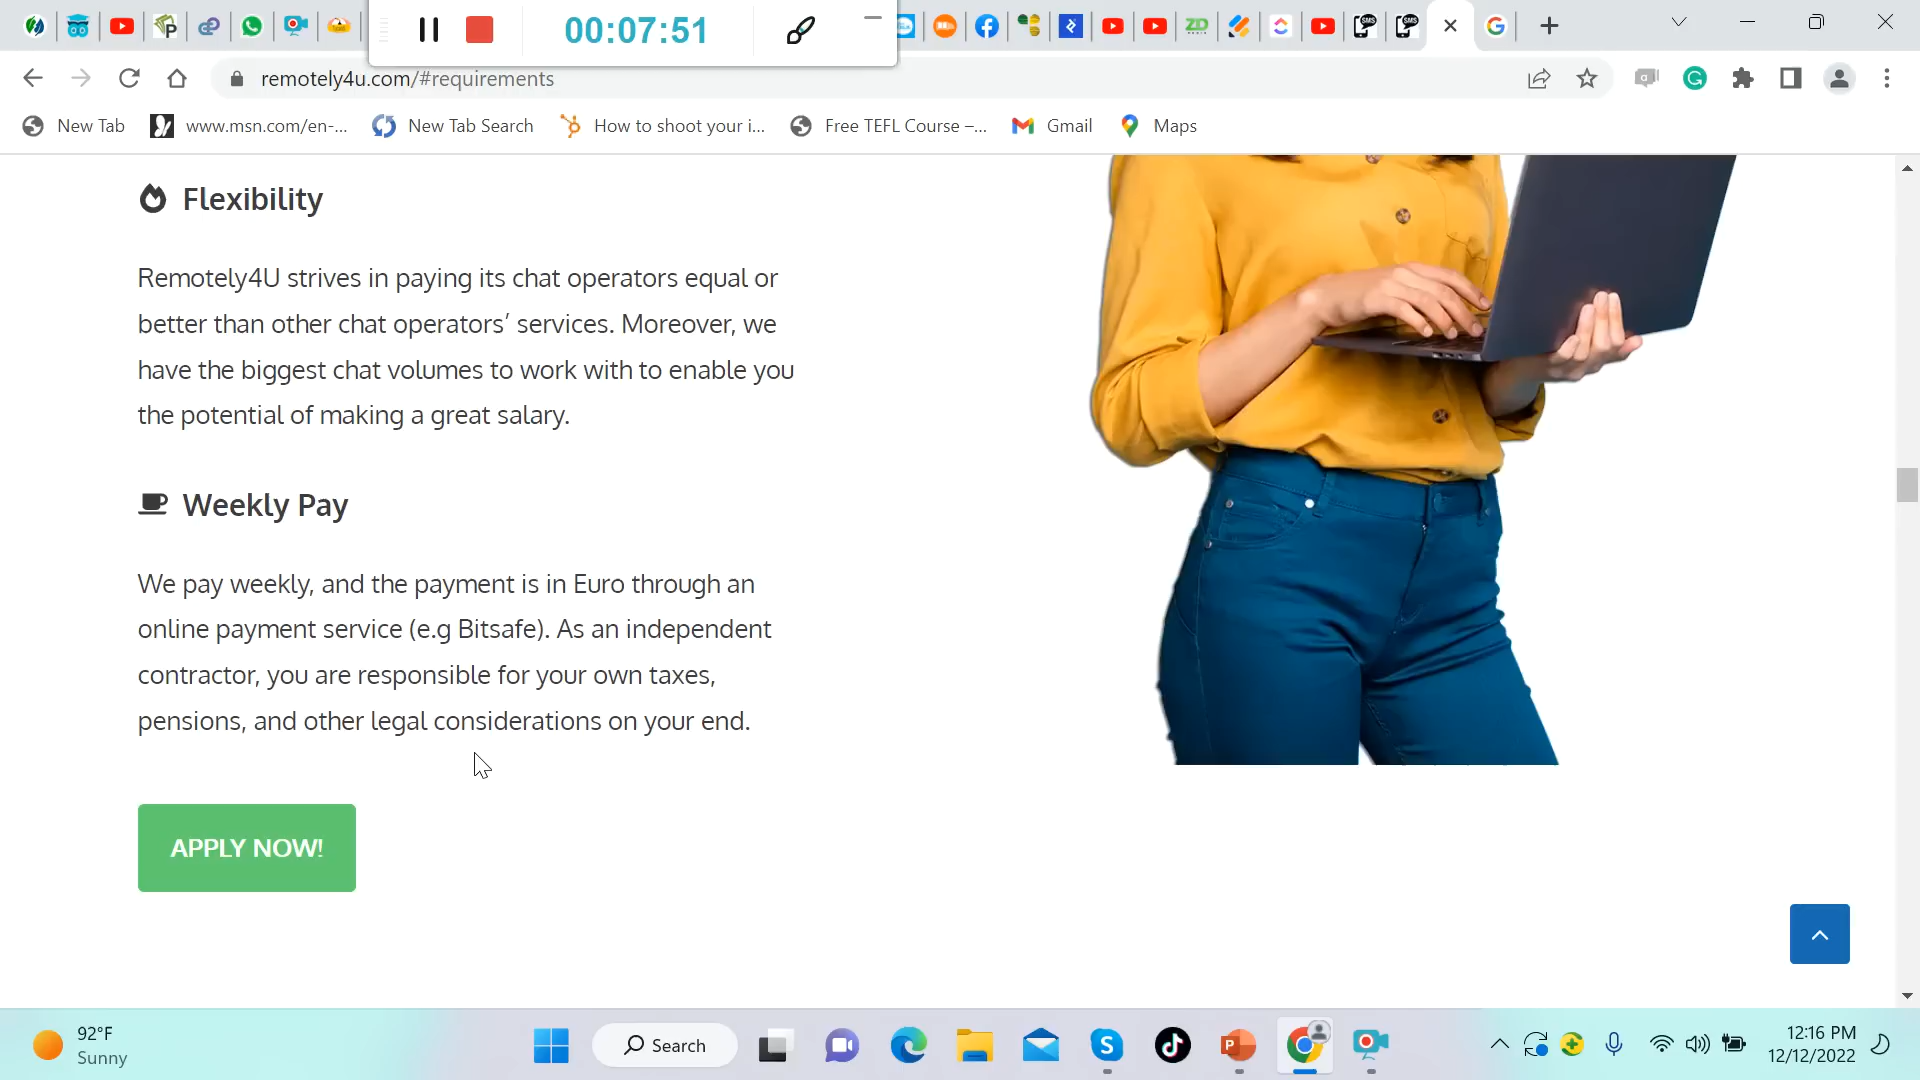 00:07:51
remotely4u.com/#requirements
New Tab
www.msn.com/en-...
New Tab Search
How to shoot your i...
Free TEFL Course –...
Gmail
Maps
Flexibility
Remotely4U strives in paying its chat operators equal or
better than other chat operators’ services. Moreover, we
have the biggest chat volumes to work with to enable you
the potential of making a great salary.
Weekly Pay
We pay weekly, and the payment is in Euro through an
online payment service (e.g Bitsafe). As an independent
contractor, you are responsible for your own taxes,
pensions, and other legal considerations on your end.
APPLY NOW!
92°F
Sunny
Search
12:16 PM
12/12/2022